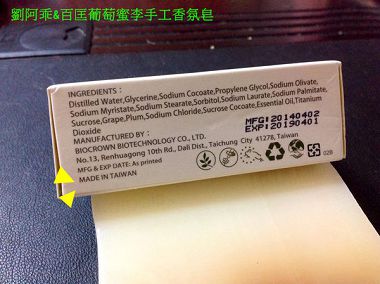 劉阿乖&百匡葡萄蜜李手工香氛皂
INGREDIENTS :
Distilled Water,Glycerine,Sodium Cocoate,Propylene Glycol,Sodium Olivate,
Sodium Myristate,Sodium Stearate,Sorbitol,Sodium Laurate,Sodium Palmitate,
Sucrose,Grape,Plum,Sodium Chloride,Sucrose Cocoate,Essential Oil,Titanium
Dioxide
MANUFACTURED BY :
BIOCROWN BIOTECHNOLOGY CO., LTD.
No.13, Renhuagong 10th Rd., Dali Dist., Taichung City 41278, Taiwan
MFG & EXP DATE: As printed
MADE IN TAIWAN
MFG:20140402
EXP:20190401
02B